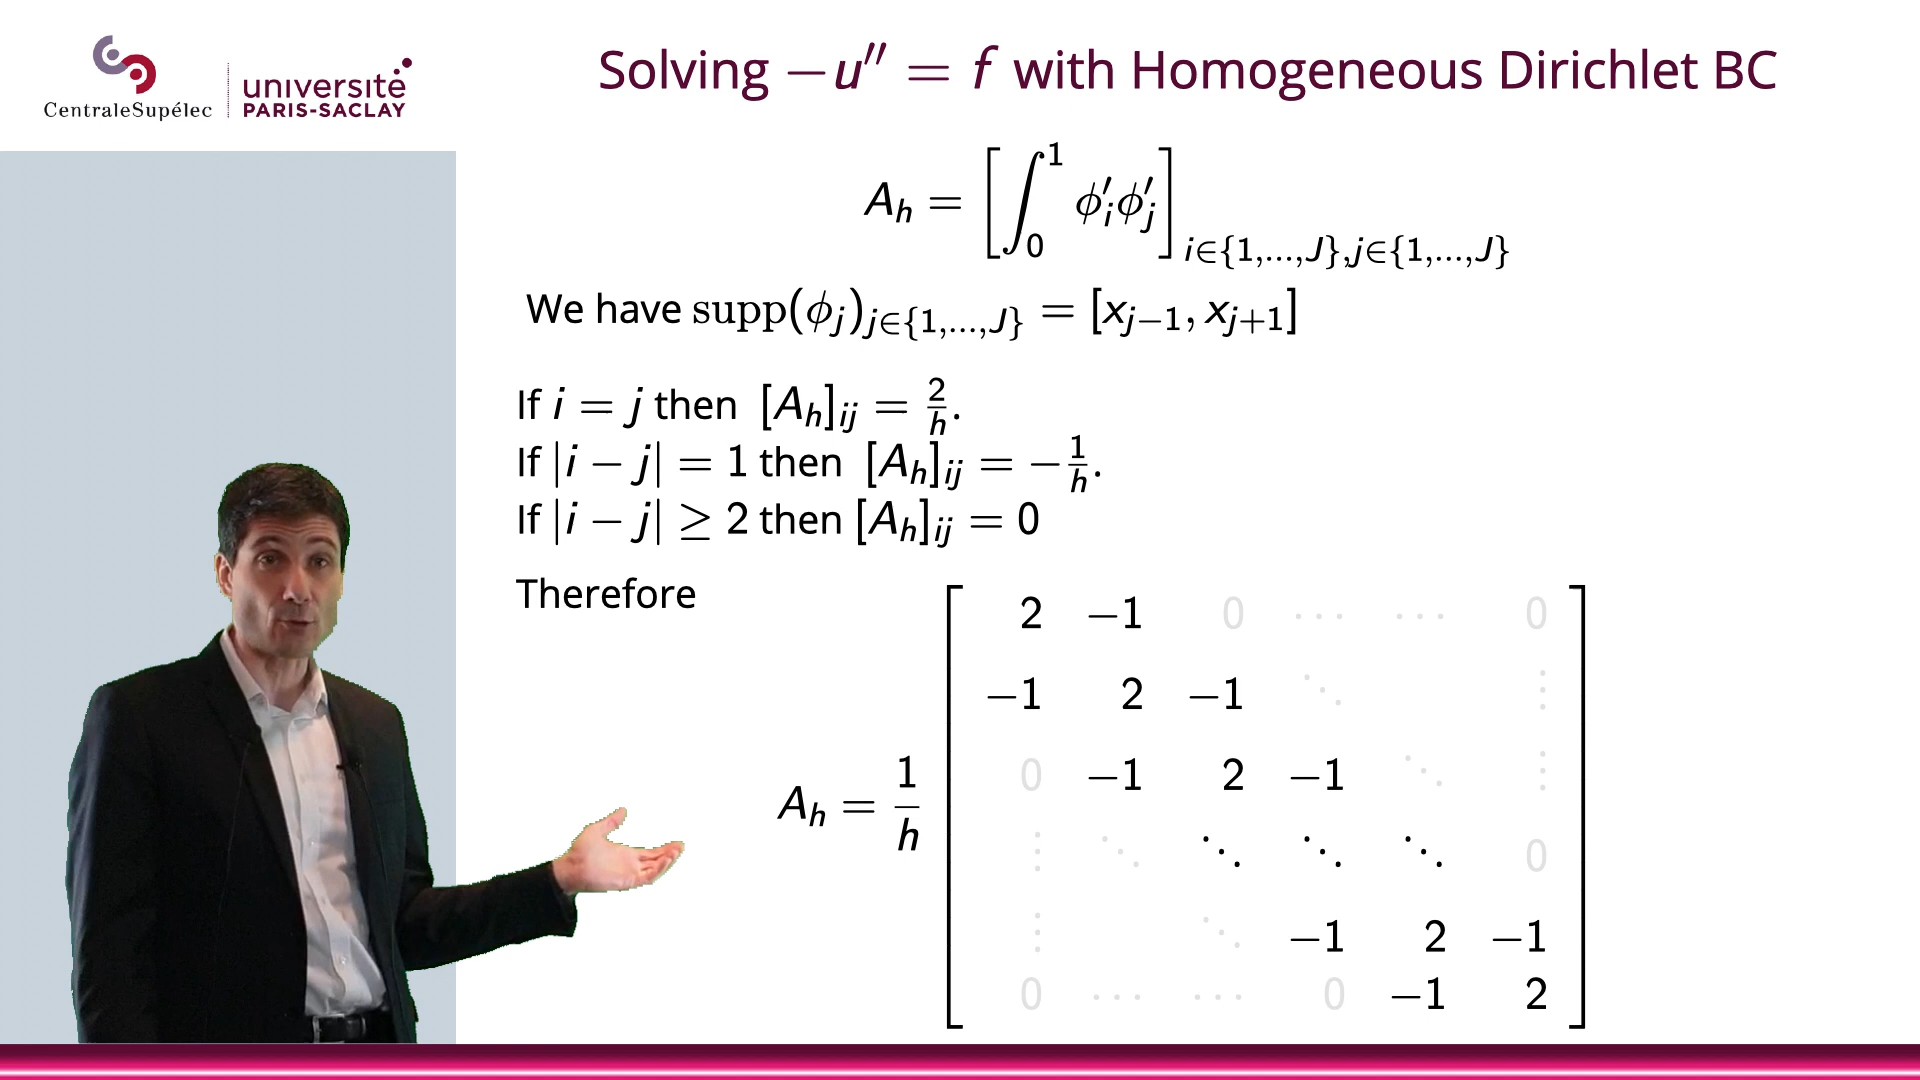 CentraleSupélec
université
PARIS-SACLAY
Solving −u″ = f with Homogeneous Dirichlet BC
A_h = [∫_0^1 ϕ′_i ϕ′_j]_{i∈{1,...,J},j∈{1,...,J}}
We have supp(ϕ_j)_{j∈{1,...,J}} = [x_{j−1}, x_{j+1}]
If i = j then [A_h]_{ij} = 2/h.
If |i − j| = 1 then [A_h]_{ij} = −1/h.
If |i − j| ≥ 2 then [A_h]_{ij} = 0
Therefore
A_h = 1/h
2 −1 0 ⋯ ⋯ 0
−1 2 −1 ⋱ ⋮
0 −1 2 −1 ⋱ ⋮
⋮ ⋱ ⋱ ⋱ ⋱ 0
⋮ ⋱ −1 2 −1
0 ⋯ ⋯ 0 −1 2